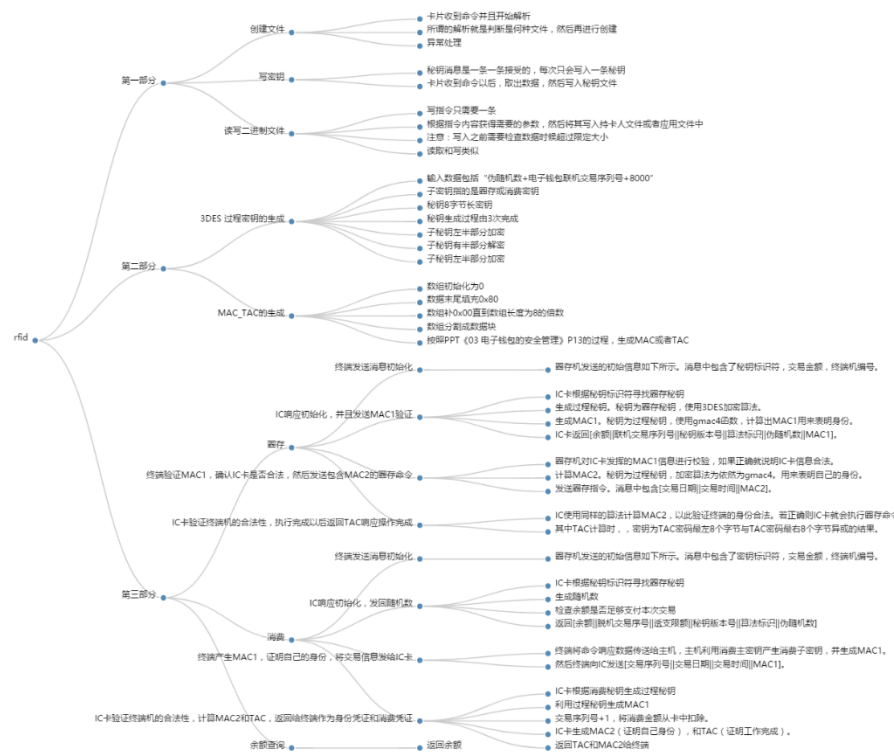 rfid
第一部分
创建文件
卡片收到命令并且开始解析
所谓的解析就是判断是何种文件，然后再进行创建
异常处理
写密钥
秘钥消息是一条一条接受的，每次只会写入一条秘钥
卡片收到命令以后，取出数据，然后写入秘钥文件
读写二进制文件
写指令只需要一条
根据指令内容获得需要的参数，然后将其写入持卡人文件或者应用文件中
注意：写入之前需要检查数据时候超过限定大小
读取和写类似
第二部分
3DES 过程密钥的生成
输入数据包括“伪随机数+电子钱包联机交易序列号+8000”
子密钥指的是圈存或消费密钥
秘钥8字节长密钥
秘钥生成过程由3次完成
子秘钥左半部分加密
子秘钥有半部分解密
子秘钥左半部分加密
MAC_TAC的生成
数组初始化为0
数据末尾填充0x80
数组补0x00直到数组长度为8的倍数
数组分割成数据块
按照PPT《03 电子钱包的安全管理》P13的过程，生成MAC或者TAC
第三部分
圈存
终端发送消息初始化
圈存机发送的初始信息如下所示。消息中包含了秘钥标识符，交易金额，终端机编号。
IC响应初始化，并且发送MAC1验证
IC卡根据秘钥标识符寻找圈存秘钥
生成过程秘钥。秘钥为圈存秘钥，使用3DES加密算法。
生成MAC1。秘钥为过程秘钥，使用gmac4函数，计算出MAC1用来表明身份。
IC卡返回[余额||联机交易序列号||秘钥版本号||算法标识||伪随机数||MAC1]。
终端验证MAC1，确认IC卡是否合法，然后发送包含MAC2的圈存命令
圈存机对IC卡发挥的MAC1信息进行校验，如果正确就说明IC卡信息合法。
计算MAC2。秘钥为过程秘钥，加密算法为依然为gmac4。用来表明自己的身份。
发送圈存指令。消息中包含[交易日期||交易时间||MAC2]。
IC卡验证终端机的合法性，执行完成以后返回TAC响应操作完成
IC使用同样的算法计算MAC2，以此验证终端的身份合法。若正确则IC卡就会执行圈存命令
其中TAC计算时，，密钥为TAC密码最左8个字节与TAC密码最右8个字节异或的结果。
消费
终端发送消息初始化
圈存机发送的初始信息如下所示。消息中包含了密钥标识符，交易金额，终端机编号。
IC响应初始化，发回随机数
IC卡根据秘钥标识符寻找圈存秘钥
生成随机数
检查余额是否足够支付本次交易
返回[余额||脱机交易序号||透支限额||秘钥版本号||算法标识||伪随机数]
终端产生MAC1，证明自己的身份，将交易信息发给IC卡
终端将命令响应数据传送给主机，主机利用消费主密钥产生消费子密钥，并生成MAC1。
然后终端向IC发送[交易序列号||交易日期||交易时间||MAC1]。
IC卡验证终端机的合法性，计算MAC2和TAC，返回给终端作为身份凭证和消费凭证
IC卡根据消费秘钥生成过程秘钥
利用过程秘钥生成MAC1
交易序列号+1，将消费金额从卡中扣除。
IC卡生成MAC2（证明自己身份），和TAC（证明工作完成）。
返回TAC和MAC2给终端
余额查询
返回余额